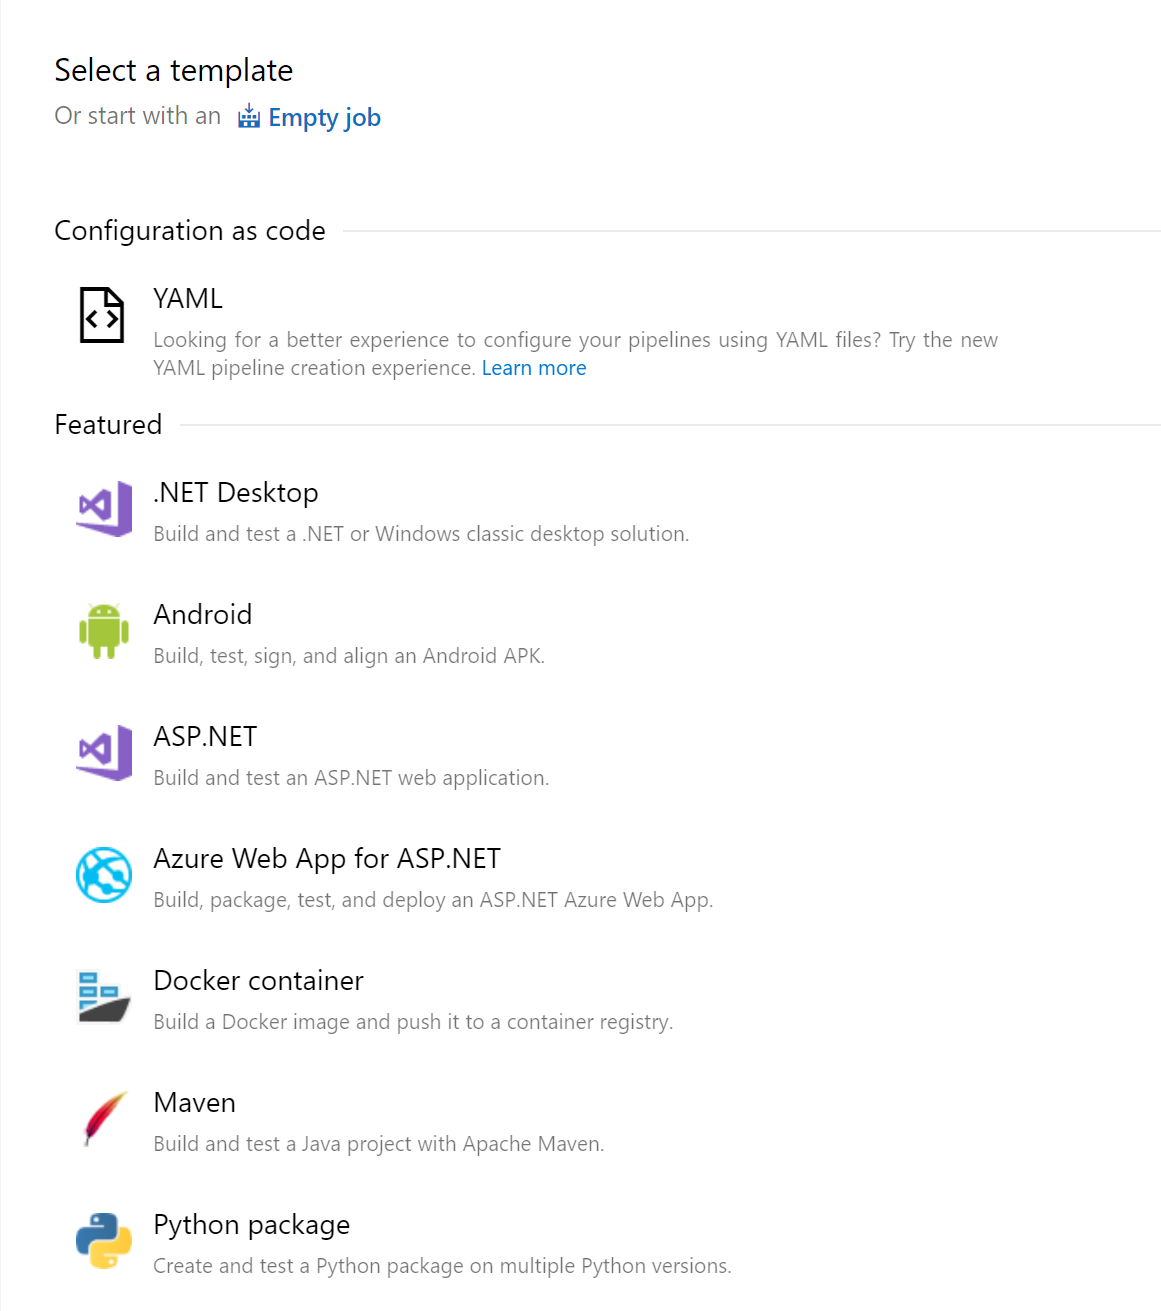 Select a template
Or start with an Empty job
Configuration as code
YAML
Looking for a better experience to configure your pipelines using YAML files? Try the new
YAML pipeline creation experience. Learn more
Featured
.NET Desktop
Build and test a .NET or Windows classic desktop solution.
Android
Build, test, sign, and align an Android APK.
ASP.NET
Build and test an ASP.NET web application.
Azure Web App for ASP.NET
Build, package, test, and deploy an ASP.NET Azure Web App.
Docker container
Build a Docker image and push it to a container registry.
Maven
Build and test a Java project with Apache Maven.
Python package
Create and test a Python package on multiple Python versions.